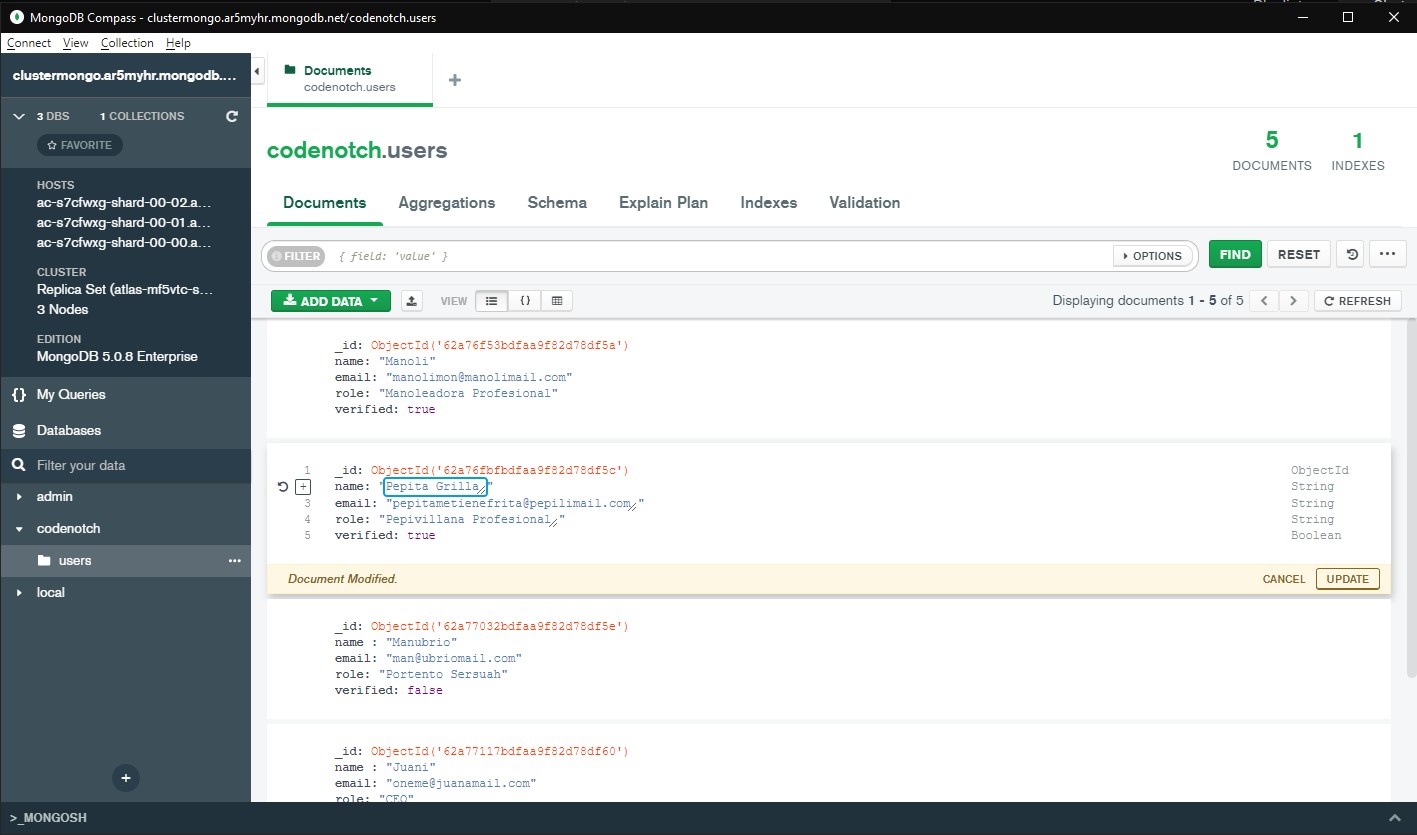 MongoDB Compass - clustermongo.ar5myhr.mongodb.net/codenotch.users
Connect View Collection Help
clustermongo.ar5myhr.mongodb....
3 DBS 1 COLLECTIONS
FAVORITE
HOSTS
ac-s7cfwxg-shard-00-02.a...
ac-s7cfwxg-shard-00-01.a...
ac-s7cfwxg-shard-00-00.a...
CLUSTER
Replica Set (atlas-mf5vtc-s...
3 Nodes
EDITION
MongoDB 5.0.8 Enterprise
{} My Queries
Databases
Filter your data
admin
codenotch
users ...
local
+
Documents
codenotch.users
+
codenotch.users
5
DOCUMENTS
1
INDEXES
Documents Aggregations Schema Explain Plan Indexes Validation
FILTER { field: 'value' } OPTIONS FIND RESET ...
ADD DATA VIEW {} Displaying documents 1 - 5 of 5 < > REFRESH
_id: ObjectId('62a76f53bdfaa9f82d78df5a')
name: "Manoli"
email: "manolimon@manolimail.com"
role: "Manoleadora Profesional"
verified: true
1 _id: ObjectId('62a76fbfbdfaa9f82d78df5c') ObjectId
+ name: "Pepita Grilla" String
3 email: "pepitametienefrita@pepilimail.com" String
4 role: "Pepivillana Profesional" String
5 verified: true Boolean
Document Modified. CANCEL UPDATE
_id: ObjectId('62a77032bdfaa9f82d78df5e')
name : "Manubrio"
email: "man@ubriomail.com"
role: "Portento Sersuah"
verified: false
_id: ObjectId('62a77117bdfaa9f82d78df60')
name : "Juani"
email: "oneme@juanamail.com"
role: "CEO"
>_MONGOSH